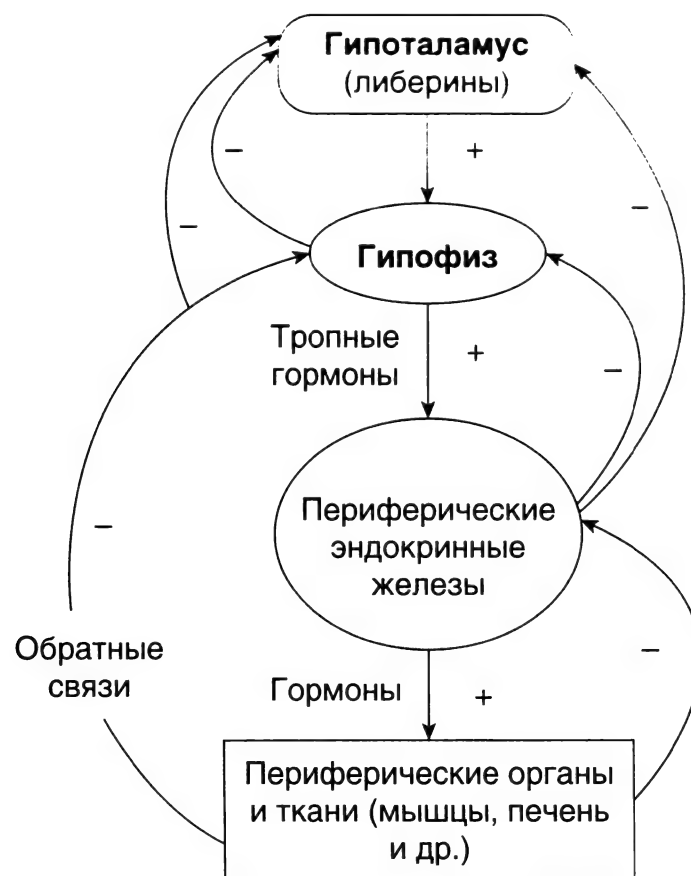 Гипоталамус
(либерины)
–
+
–
–
Гипофиз
Тропные
гормоны
+
–
–
Периферические
эндокринные
железы
Обратные
связи
–
Гормоны
+
Периферические органы
и ткани (мышцы, печень
и др.)